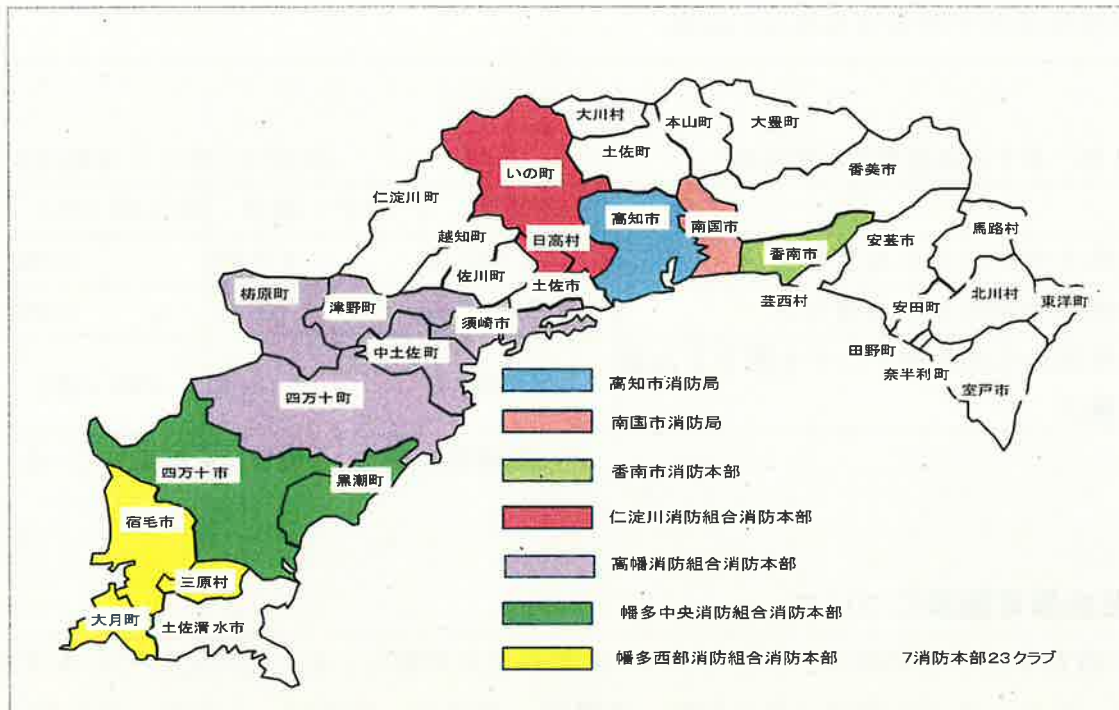 大川村
本山町
大豊町
土佐町
いの町
香美市
仁淀川町
高知市
南国市
馬路村
越知町
日高村
香南市
安芸市
佐川町
土佐市
北川村
東洋町
梼原町
津野町
須崎市
芸西村
安田町
中土佐町
田野町
奈半利町
室戸市
四万十町
四万十市
黒潮町
宿毛市
三原村
大月町
土佐清水市
高知市消防局
南国市消防局
香南市消防本部
仁淀川消防組合消防本部
高幡消防組合消防本部
幡多中央消防組合消防本部
幡多西部消防組合消防本部 7消防本部23クラブ